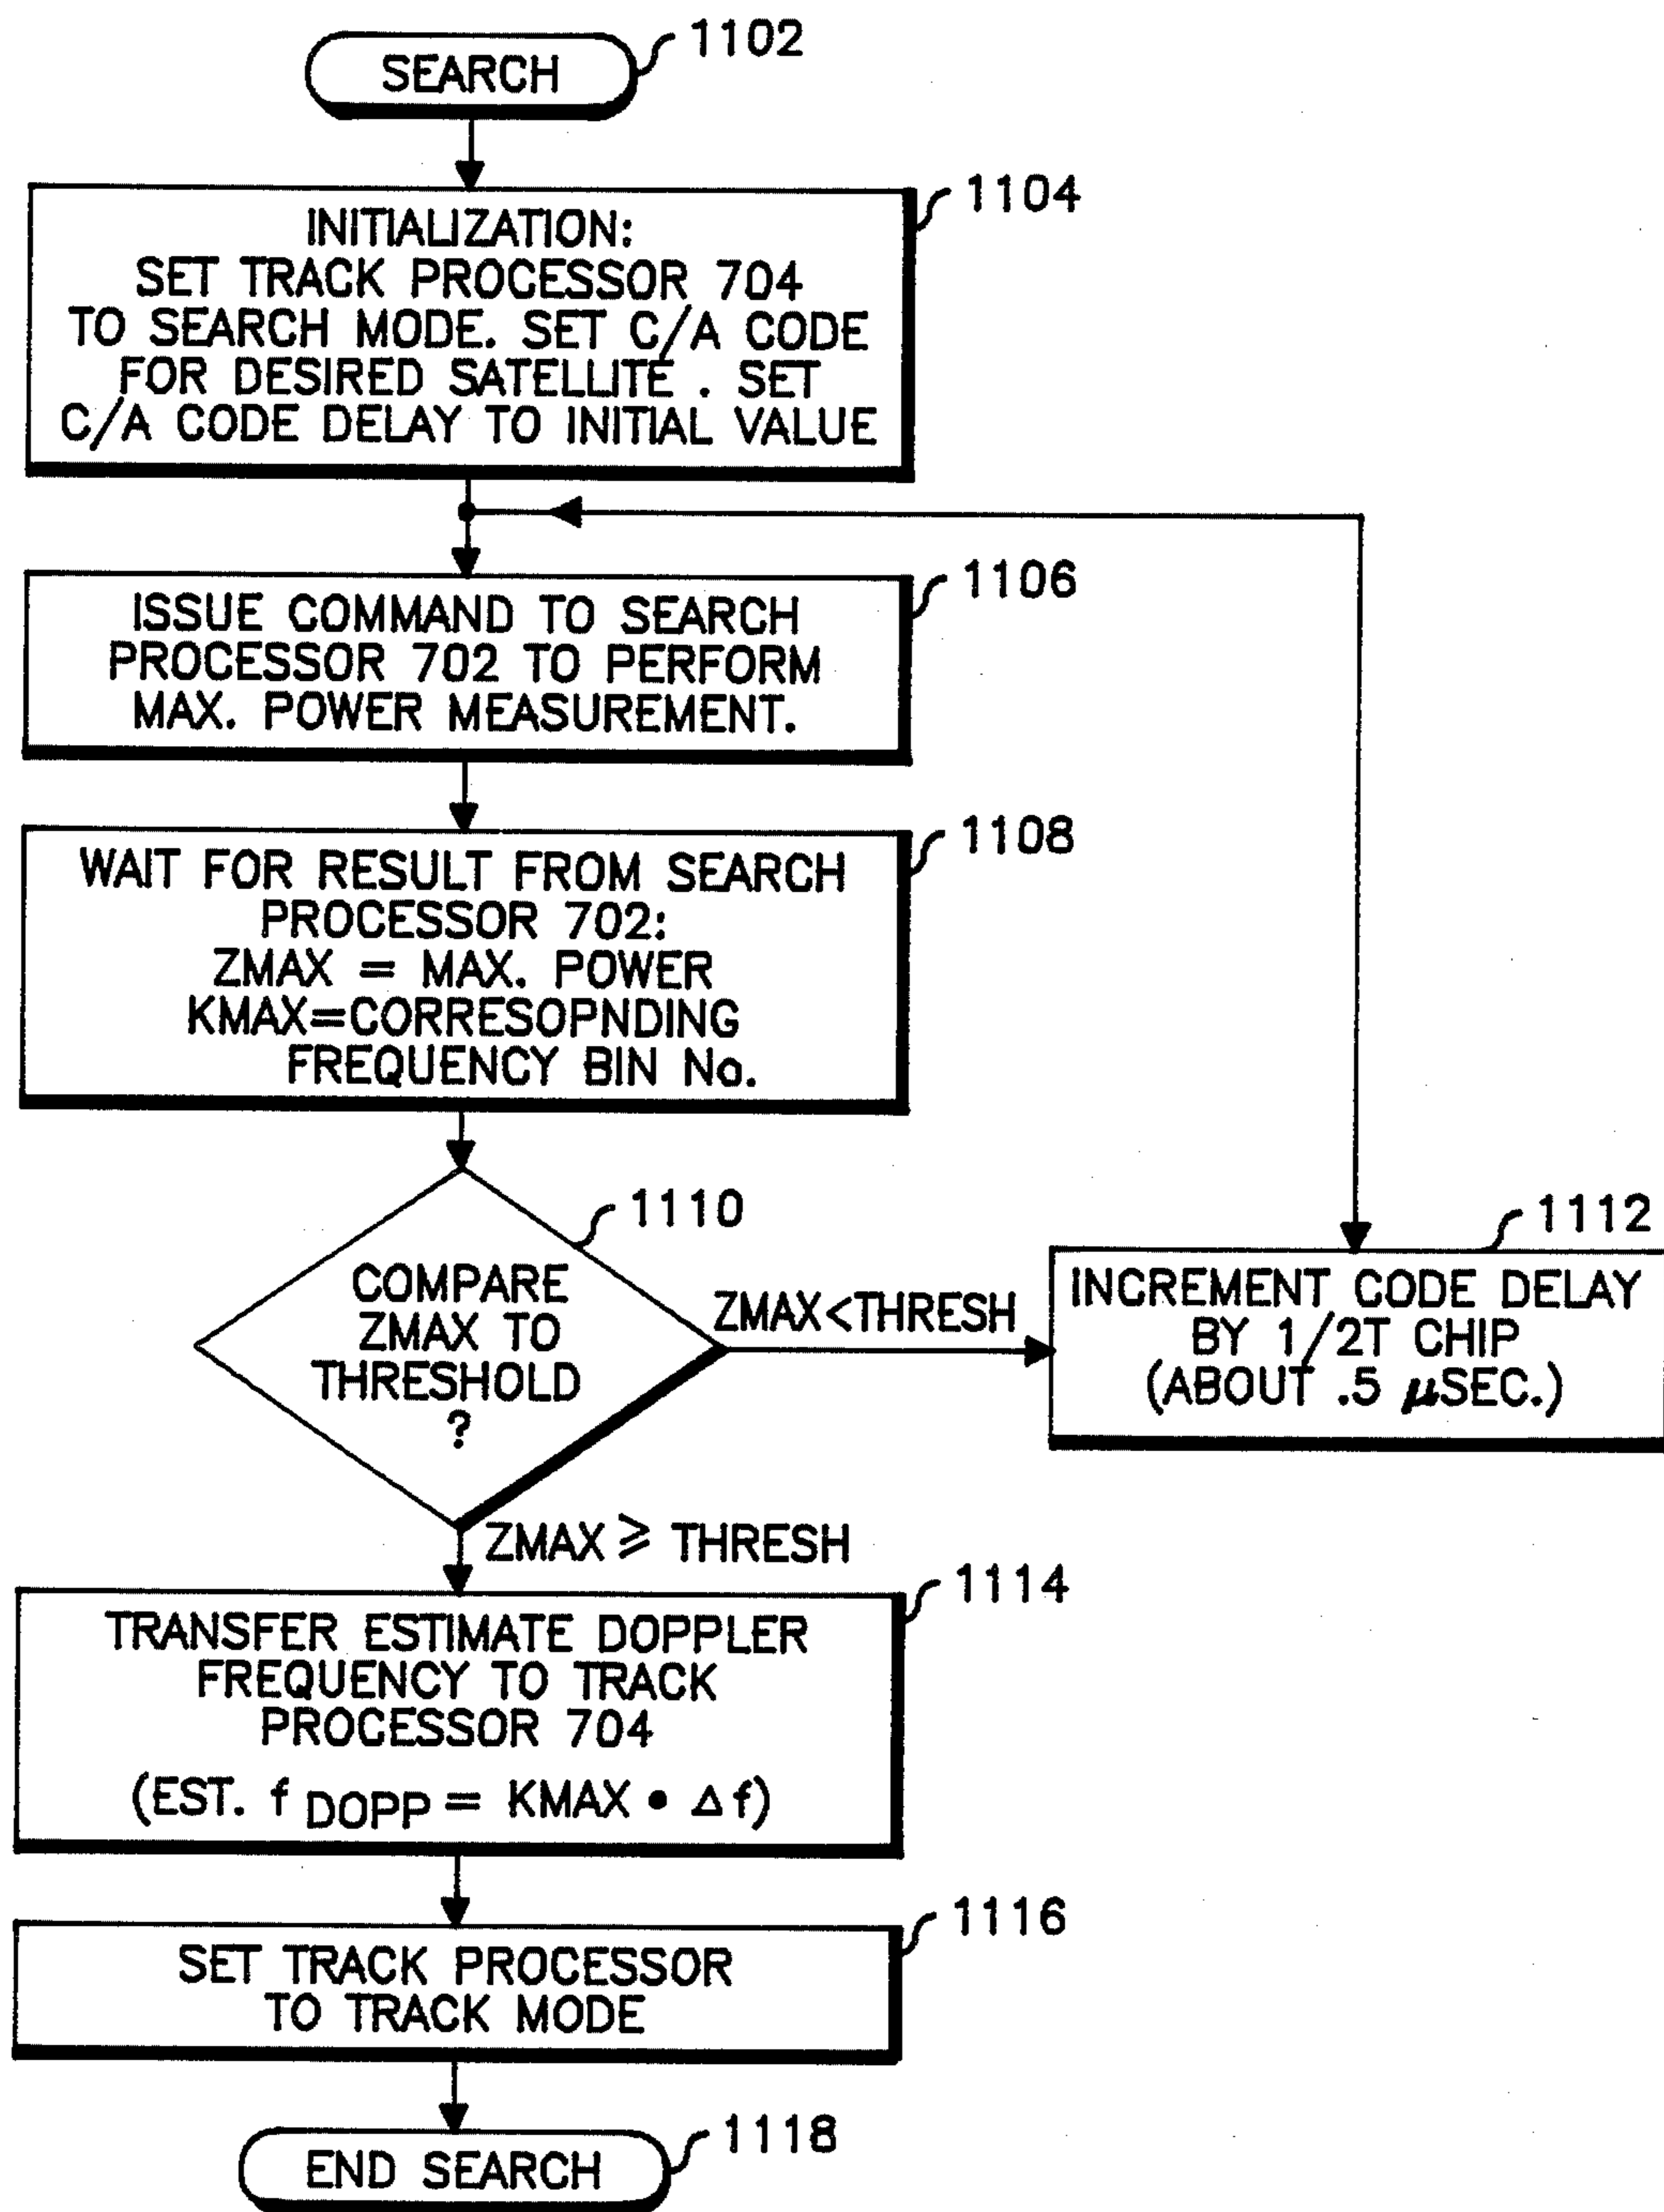 SEARCH
1102
INITIALIZATION:
SET TRACK PROCESSOR 704
TO SEARCH MODE. SET C/A CODE
FOR DESIRED SATELLITE . SET
C/A CODE DELAY TO INITIAL VALUE
1104
ISSUE COMMAND TO SEARCH
PROCESSOR 702 TO PERFORM
MAX. POWER MEASUREMENT.
1106
WAIT FOR RESULT FROM SEARCH
PROCESSOR 702:
ZMAX = MAX. POWER
KMAX=CORRESOPNDING
FREQUENCY BIN No.
1108
COMPARE
ZMAX TO
THRESHOLD
?
1110
ZMAX<THRESH
INCREMENT CODE DELAY
BY 1/2T CHIP
(ABOUT .5 μSEC.)
1112
ZMAX ≥ THRESH
TRANSFER ESTIMATE DOPPLER
FREQUENCY TO TRACK
PROCESSOR 704
(EST. f DOPP = KMAX • Δf)
1114
SET TRACK PROCESSOR
TO TRACK MODE
1116
END SEARCH
1118